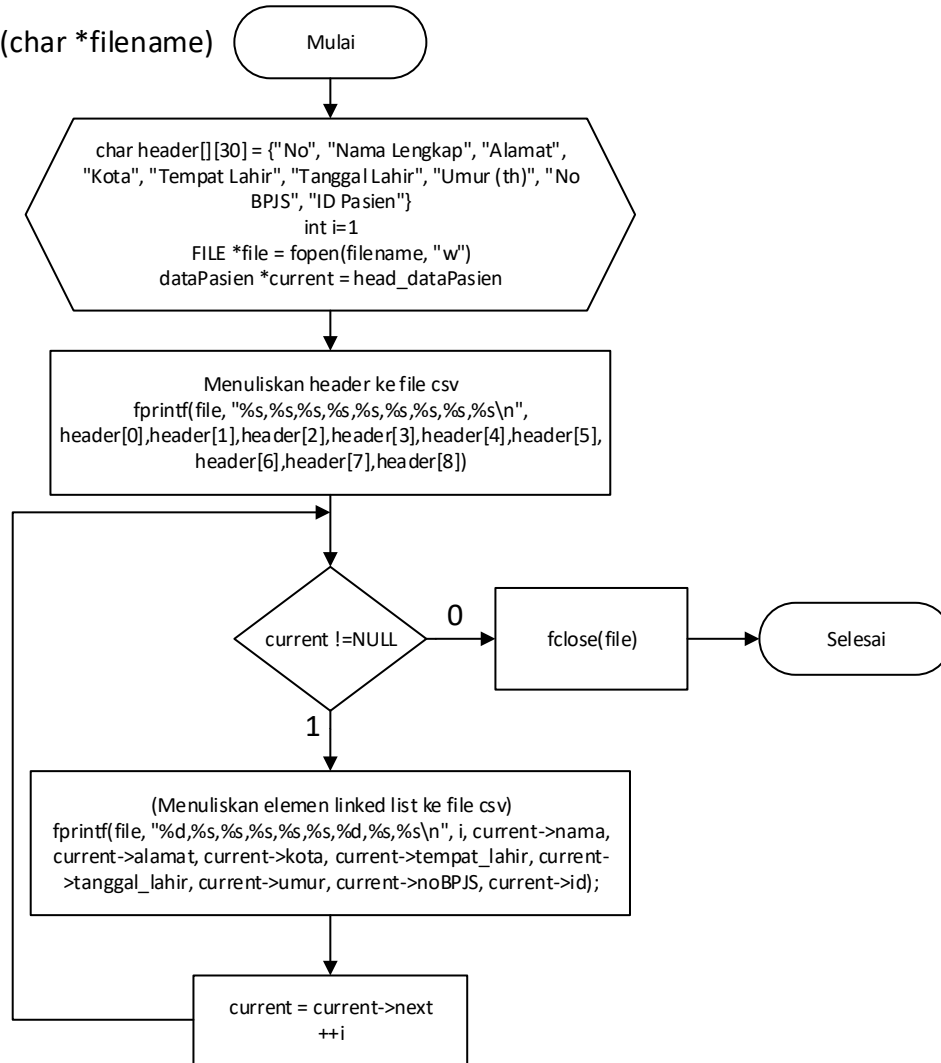 (char *filename)
Mulai
char header[][30] = {"No", "Nama Lengkap", "Alamat",
"Kota", "Tempat Lahir", "Tanggal Lahir", "Umur (th)", "No
BPJS", "ID Pasien"}
int i=1
FILE *file = fopen(filename, "w")
dataPasien *current = head_dataPasien
Menuliskan header ke file csv
fprintf(file, "%s,%s,%s,%s,%s,%s,%s,%s,%s\n",
header[0],header[1],header[2],header[3],header[4],header[5],
header[6],header[7],header[8])
current !=NULL
0
fclose(file)
Selesai
1
(Menuliskan elemen linked list ke file csv)
fprintf(file, "%d,%s,%s,%s,%s,%s,%d,%s,%s\n", i, current->nama,
current->alamat, current->kota, current->tempat_lahir, current-
>tanggal_lahir, current->umur, current->noBPJS, current->id);
current = current->next
++i